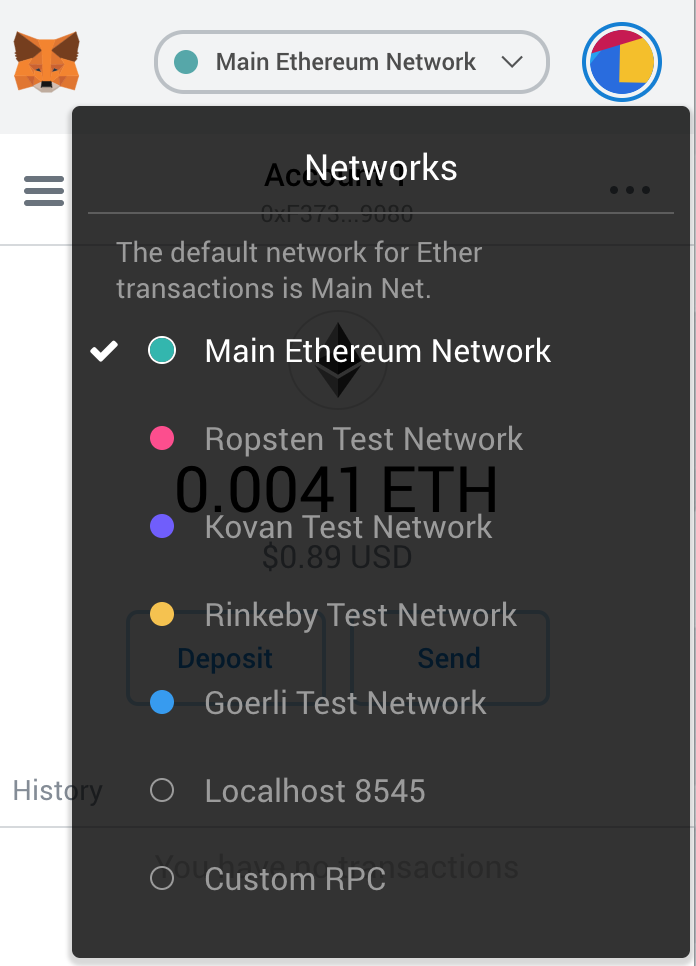 Main Ethereum Network
Networks
Account 1
0xF373...9080
The default network for Ether
transactions is Main Net.
Main Ethereum Network
Ropsten Test Network
0.0041 ETH
Kovan Test Network
$0.89 USD
Rinkeby Test Network
Deposit
Send
Goerli Test Network
History
Localhost 8545
You have no transactions
Custom RPC